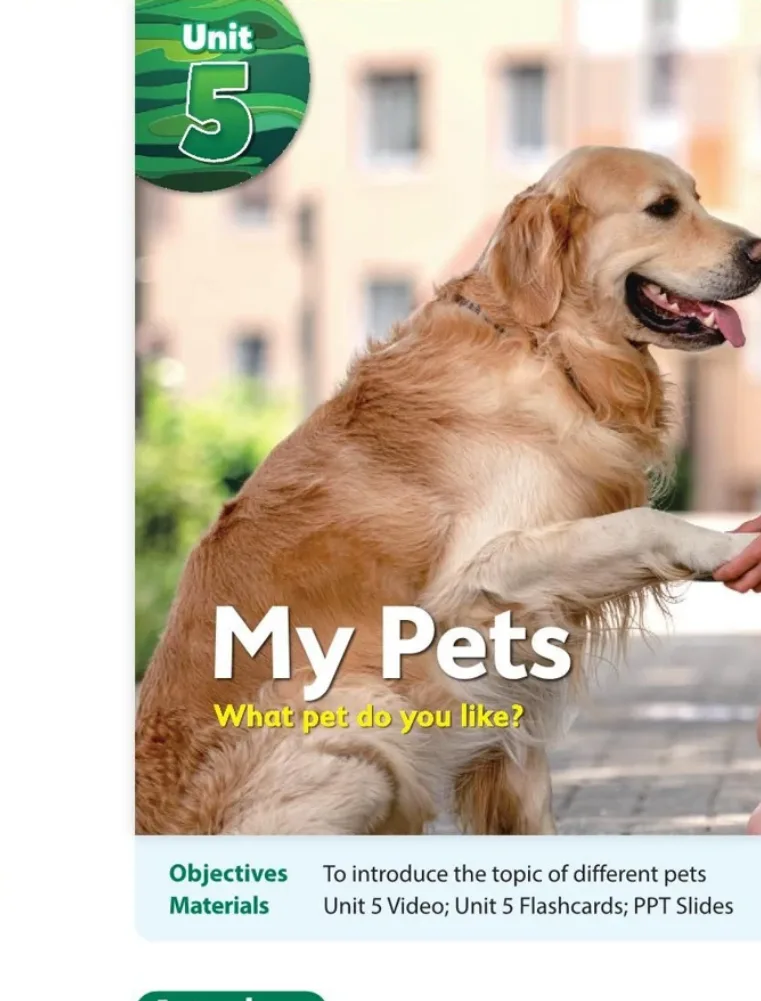 Unit
5
My Pets
What pet do you like?
Objectives To introduce the topic of different pets
Materials Unit 5 Video; Unit 5 Flashcards; PPT Slides